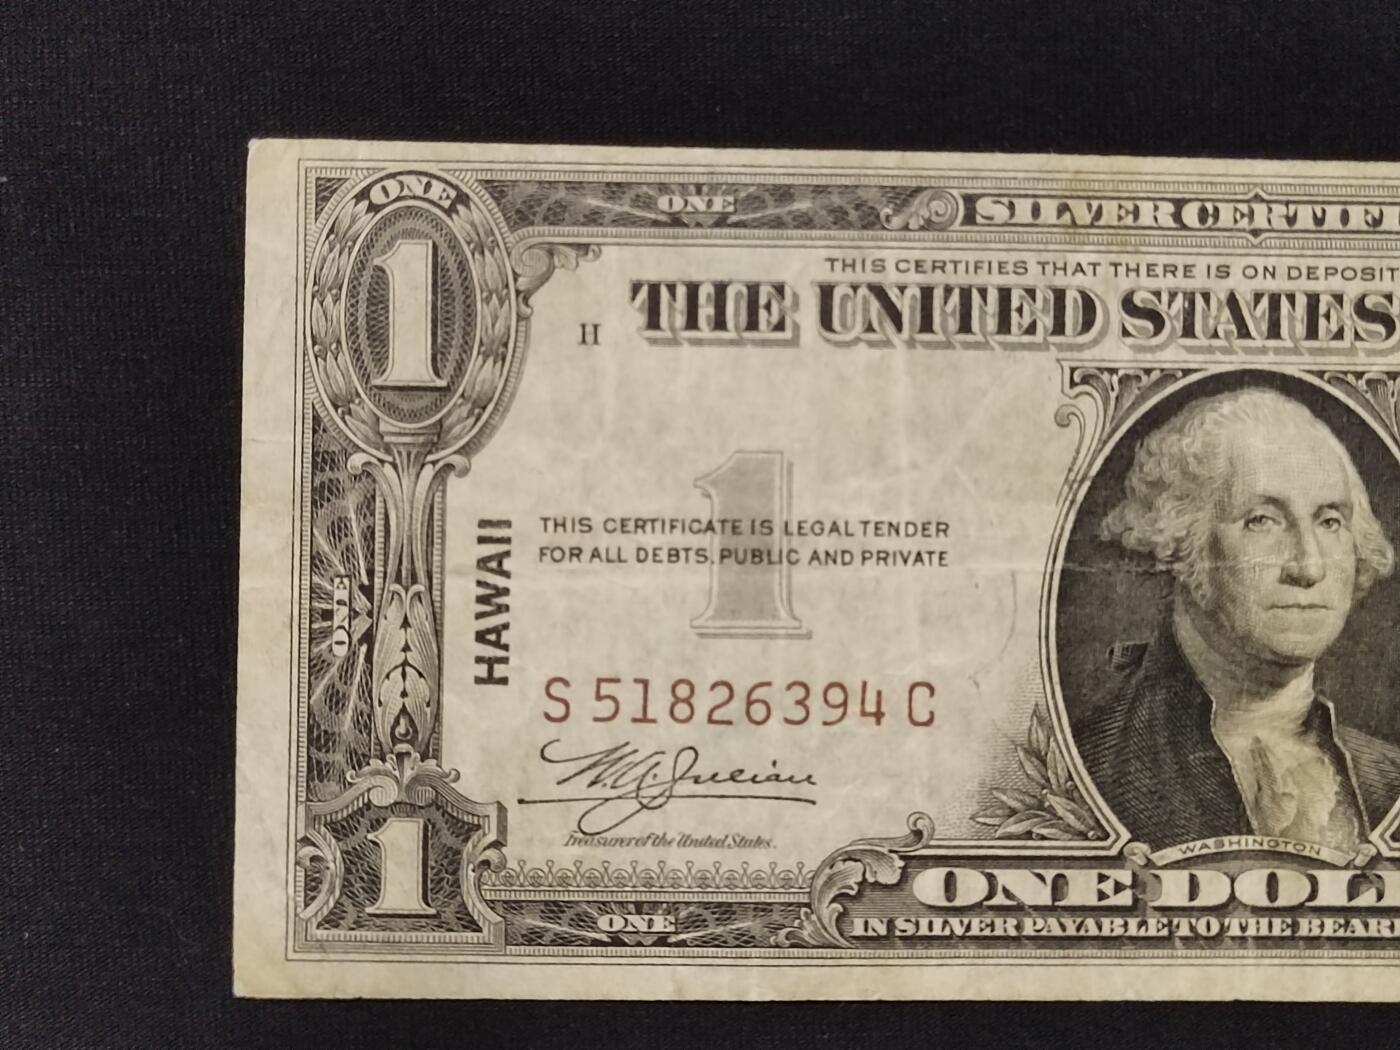 ONE
ONE
SILVER CERTIFI
1
THIS CERTIFIES THAT THERE IS ON DEPOSIT
H
THE UNITED STATES
1
THIS CERTIFICATE IS LEGAL TENDER
FOR ALL DEBTS, PUBLIC AND PRIVATE
HAWAII
ONE
S51826394C
W.A. Julian
Treasurer of the United States.
1
WASHINGTON
ONE DOL
ONE
IN SILVER PAYABLE TO THE BEAR